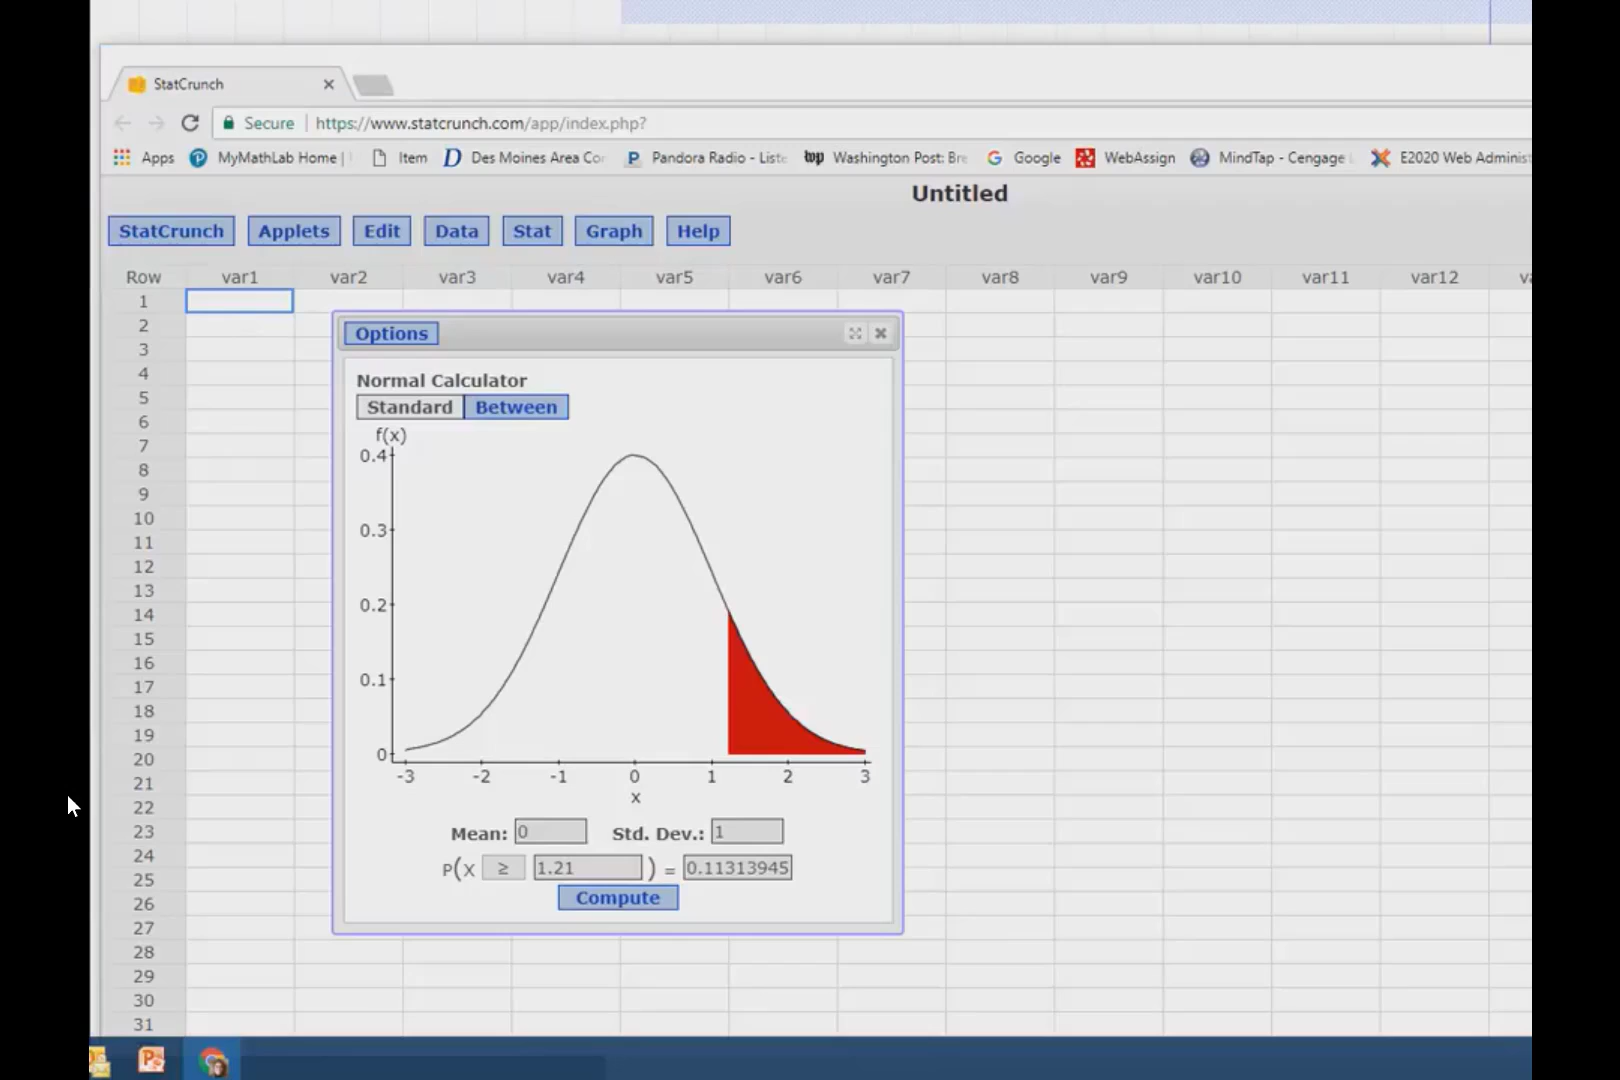 StatCrunch
Secure https://www.statcrunch.com/app/index.php?
Apps MyMathLab Home Item Des Moines Area Pandora Radio - Washington Post: Google WebAssign MindTap - Cengage E2020 Web
Untitled
StatCrunch Applets Edit Data Stat Graph Help
Row var1 var2 var3 var4 var5 var6 var7 var8 var9 var10 var11 var12
1
2
3
4
5
6
7
8
9
10
11
12
13
14
15
16
17
18
19
20
21
22
23
24
25
26
27
28
29
30
31
Options
Normal Calculator
Standard Between
f(x)
0.4
0.3
0.2
0.1
0
-3 -2 -1 0 1 2 3
x
Mean: 0 Std. Dev.: 1
P(X ≥ 1.21 ) = 0.11313945
Compute